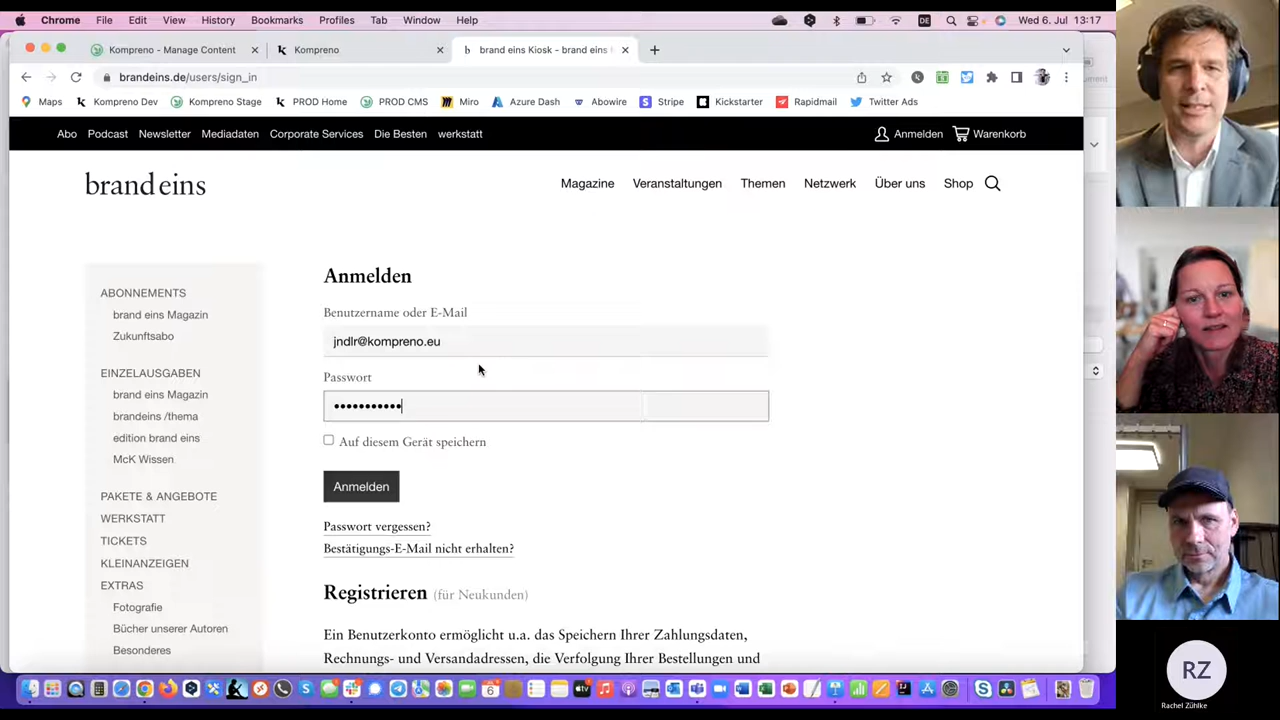 Chrome File Edit View History Bookmarks Profiles Tab Window Help DE Wed 6. Jul 13:17
Kompreno - Manage Content Kompreno brand eins Kiosk - brand eins
brandeins.de/users/sign_in
Maps Kompreno Dev Kompreno Stage PROD Home PROD CMS Miro Azure Dash Abowire Stripe Kickstarter Rapidmail Twitter Ads
Abo Podcast Newsletter Mediadaten Corporate Services Die Besten werkstatt Anmelden Warenkorb
brand eins Magazine Veranstaltungen Themen Netzwerk Über uns Shop
Anmelden
Benutzername oder E-Mail
jndlr@kompreno.eu
Passwort
•••••••••••
Auf diesem Gerät speichern
Anmelden
Passwort vergessen?
Bestätigungs-E-Mail nicht erhalten?
Registrieren (für Neukunden)
Ein Benutzerkonto ermöglicht u.a. das Speichern Ihrer Zahlungsdaten,
Rechnungs- und Versandadressen, die Verfolgung Ihrer Bestellungen und
ABONNEMENTS
brand eins Magazin
Zukunftsabo
EINZELAUSGABEN
brand eins Magazin
brandeins /thema
edition brand eins
McK Wissen
PAKETE & ANGEBOTE
WERKSTATT
TICKETS
KLEINANZEIGEN
EXTRAS
Fotografie
Bücher unserer Autoren
Besonderes
RZ
Rachel Zühlke